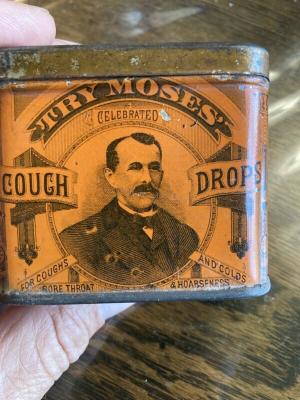 TRY MOSES'
CELEBRATED
COUGH DROPS
FOR COUGHS AND COLDS
SORE THROAT & HOARSENESS